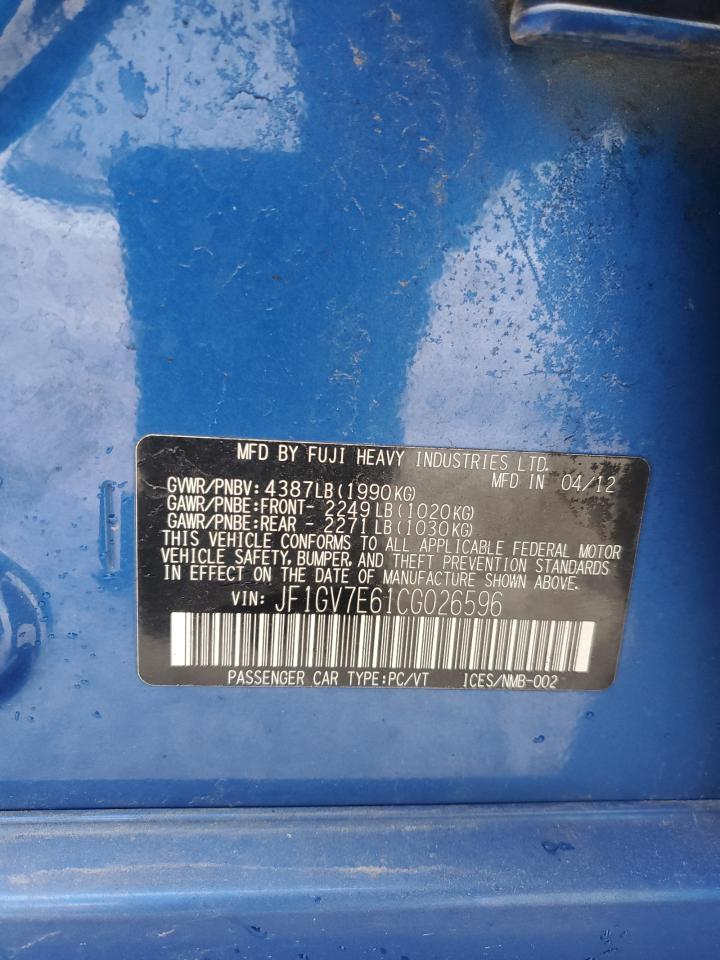 MFD BY FUJI HEAVY INDUSTRIES LTD.
GVWR/PNBV: 4387LB(1990KG) MFD IN 04/12
GAWR/PNBE:FRONT- 2249LB(1020KG)
GAWR/PNBE:REAR - 2271LB(1030KG)
THIS VEHICLE CONFORMS TO ALL APPLICABLE FEDERAL MOTOR
VEHICLE SAFETY, BUMPER, AND THEFT PREVENTION STANDARDS
IN EFFECT ON THE DATE OF MANUFACTURE SHOWN ABOVE.
VIN: JF1GV7E61CG026596
PASSENGER CAR TYPE:PC/VT ICES/NMB-002